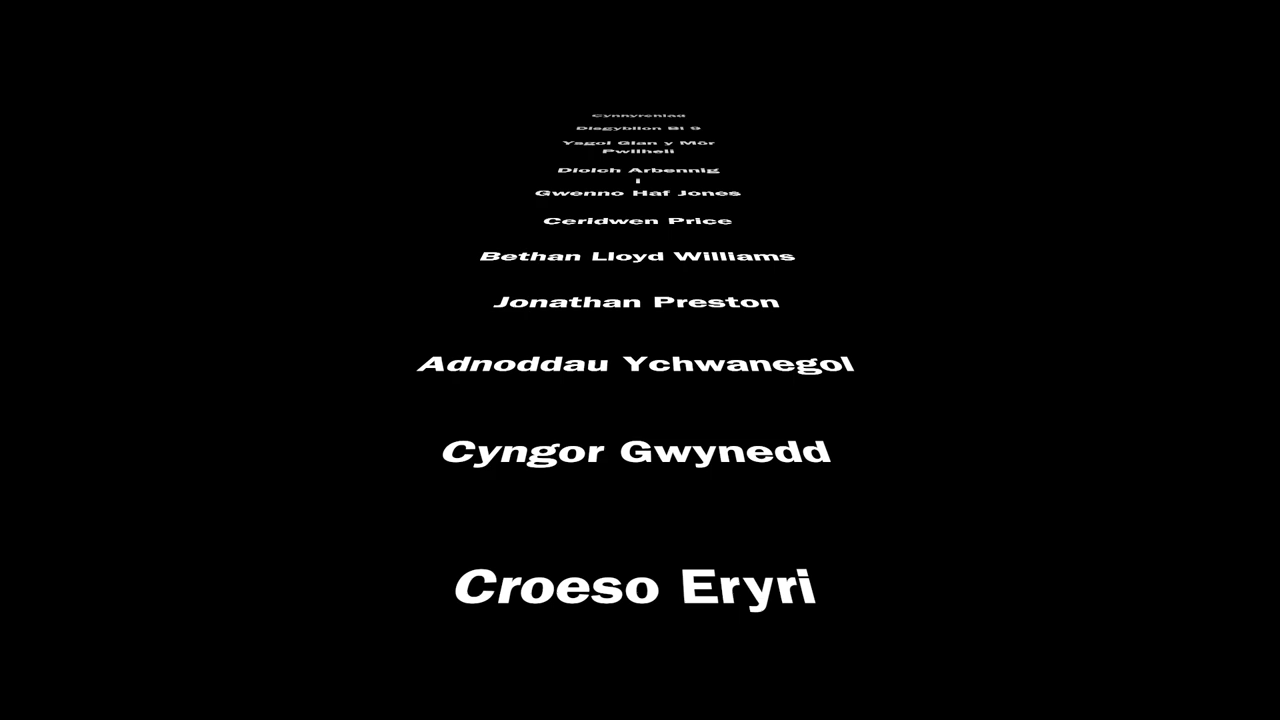 Cynhyrchiad
Disgyblion Bl 9
Ysgol Glan y Môr
Pwllheli
Diolch Arbennig
i
Gwenno Haf Jones
Ceridwen Price
Bethan Lloyd Williams
Jonathan Preston
Adnoddau Ychwanegol
Cyngor Gwynedd
Croeso Eryri